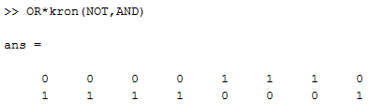 >> OR*kron(NOT,AND)
ans =
0 0 0 0 1 1 1 0
1 1 1 1 0 0 0 1